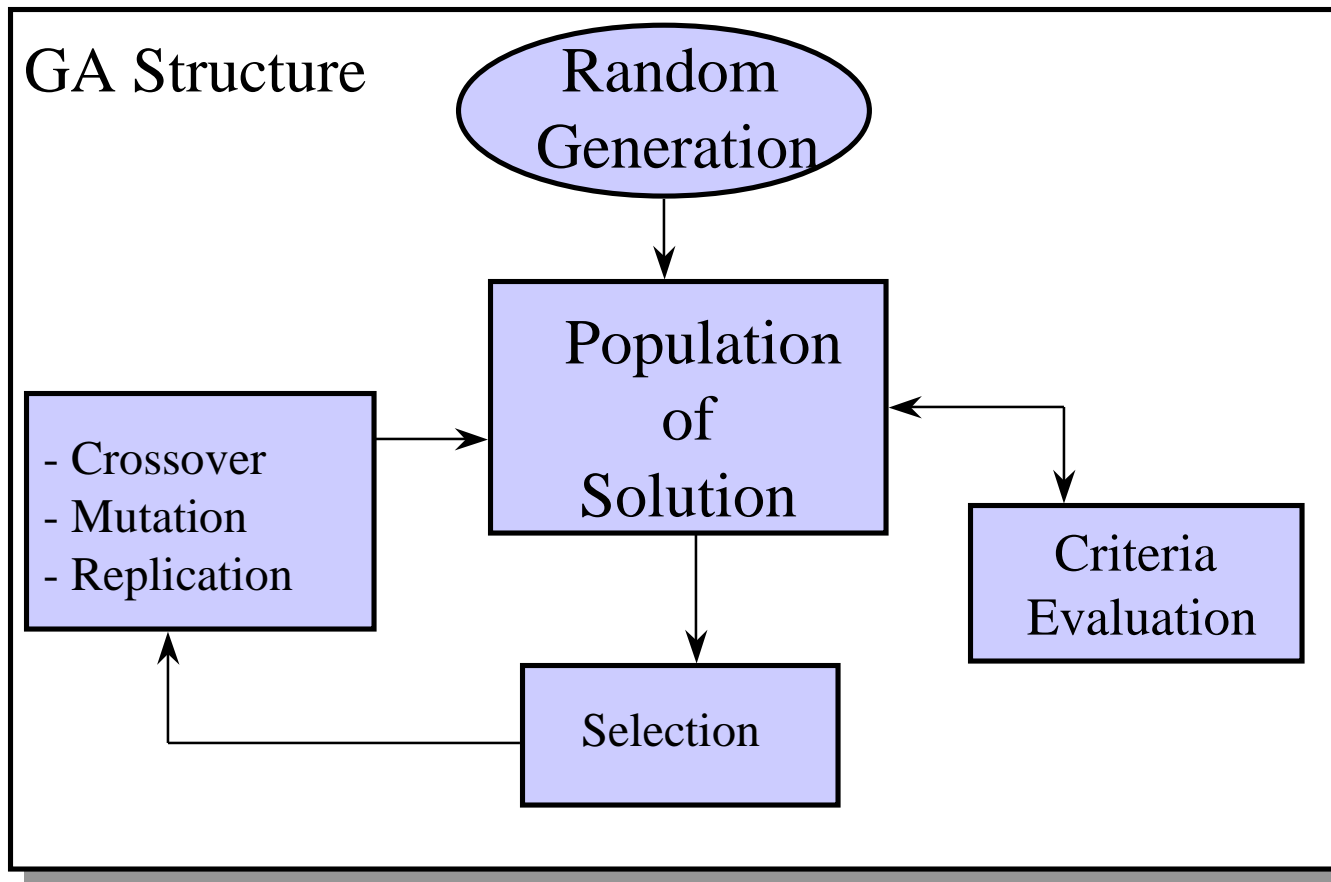 GA Structure
Random
Generation
Population
of
Solution
- Crossover
- Mutation
- Replication
Criteria
Evaluation
Selection